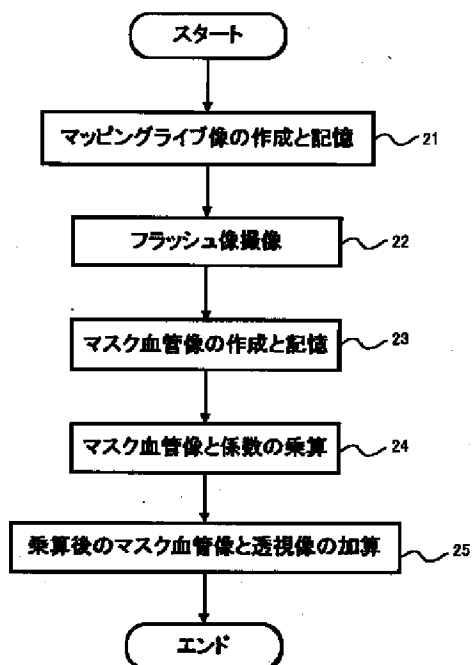 スタート
マッピングライブ像の作成と記憶 21
フラッシュ像撮像 22
マスク血管像の作成と記憶 23
マスク血管像と係数の乗算 24
乗算後のマスク血管像と透視像の加算 25
エンド